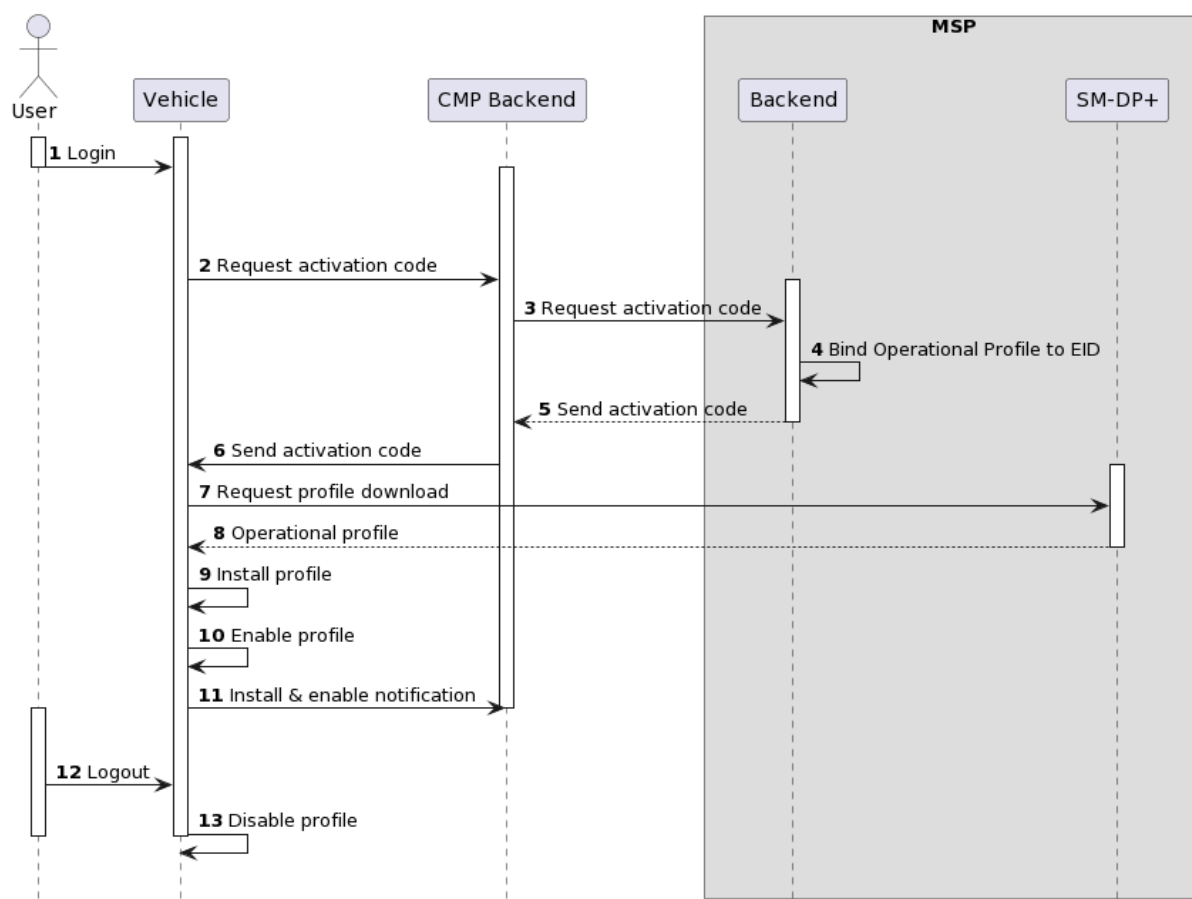 MSP
User
Vehicle
CMP Backend
Backend
SM-DP+
1 Login
2 Request activation code
3 Request activation code
4 Bind Operational Profile to EID
5 Send activation code
6 Send activation code
7 Request profile download
8 Operational profile
9 Install profile
10 Enable profile
11 Install & enable notification
12 Logout
13 Disable profile